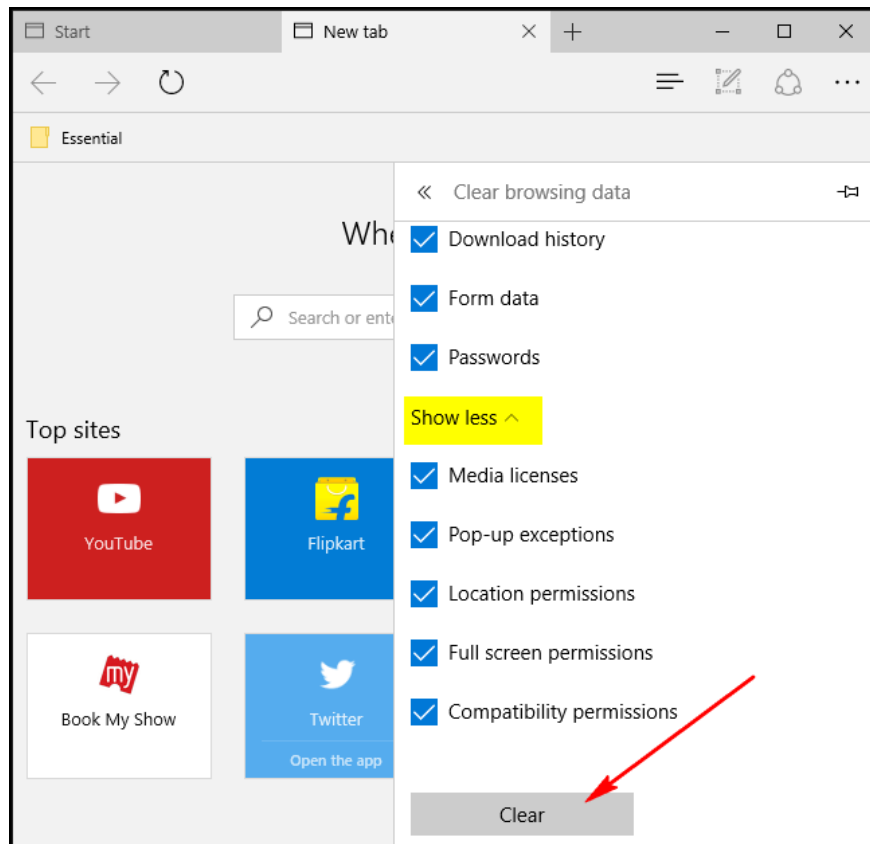 Start
New tab
Essential
Clear browsing data
Whe
Search or ente
Download history
Form data
Passwords
Show less
Media licenses
Pop-up exceptions
Location permissions
Full screen permissions
Compatibility permissions
Clear
Top sites
YouTube
Flipkart
my
Book My Show
Twitter
Open the app